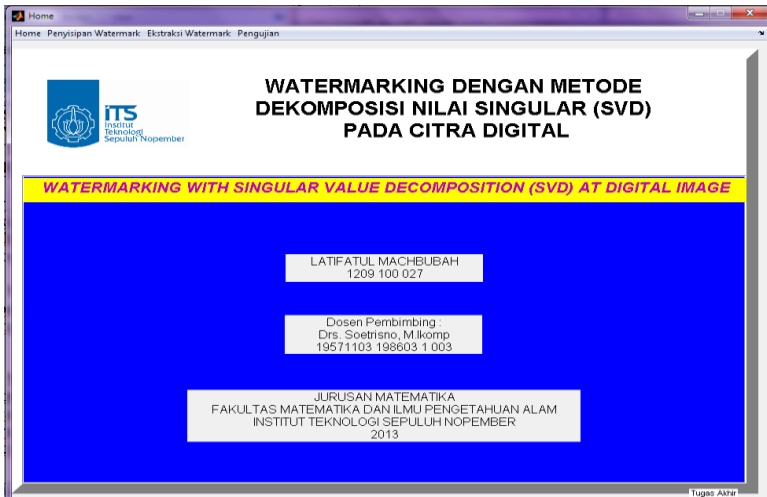 Home
Home Penyisipan Watermark Ekstraksi Watermark Pengujian
WATERMARKING DENGAN METODE
DEKOMPOSISI NILAI SINGULAR (SVD)
PADA CITRA DIGITAL
ITS
Institut
Teknologi
Sepuluh Nopember
WATERMARKING WITH SINGULAR VALUE DECOMPOSITION (SVD) AT DIGITAL IMAGE
LATIFATUL MACHBUBAH
1209 100 027
Dosen Pembimbing :
Drs. Soetrisno, M.Ikomp
19571103 198603 1 003
JURUSAN MATEMATIKA
FAKULTAS MATEMATIKA DAN ILMU PENGETAHUAN ALAM
INSTITUT TEKNOLOGI SEPULUH NOPEMBER
2013
Tugas Akhir